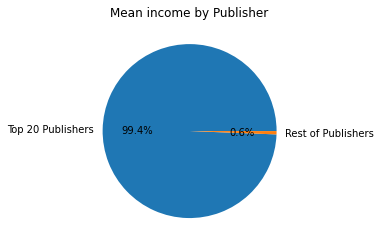 Mean income by Publisher
Top 20 Publishers
99.4%
0.6%
Rest of Publishers